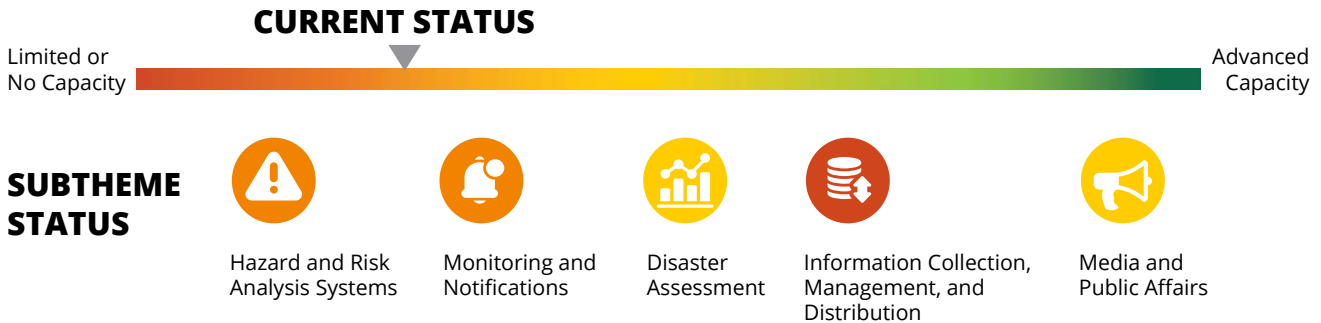 CURRENT STATUS
Limited or
No Capacity
Advanced
Capacity
SUBTHEME
STATUS
Hazard and Risk
Analysis Systems
Monitoring and
Notifications
Disaster
Assessment
Information Collection,
Management, and
Distribution
Media and
Public Affairs